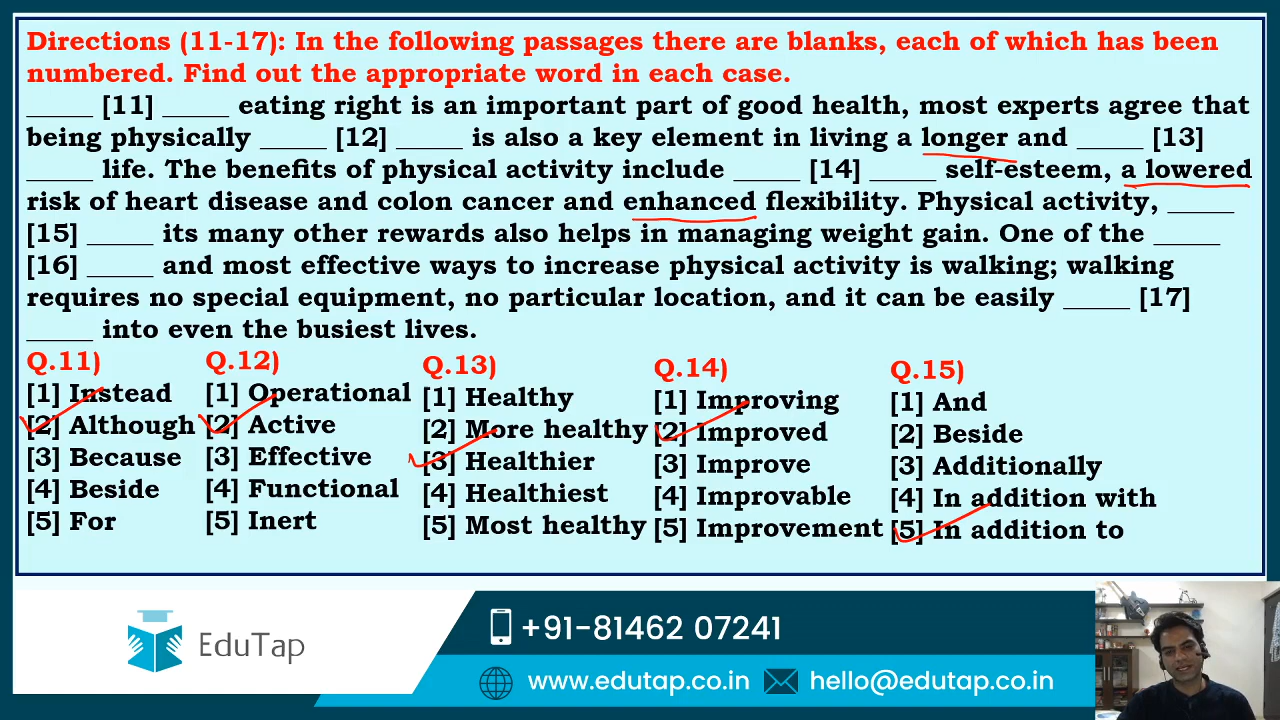 Directions (11-17): In the following passages there are blanks, each of which has been
numbered. Find out the appropriate word in each case.
_____ [11] _____ eating right is an important part of good health, most experts agree that
being physically _____ [12] _____ is also a key element in living a longer and _____ [13]
_____ life. The benefits of physical activity include _____ [14] _____ self-esteem, a lowered
risk of heart disease and colon cancer and enhanced flexibility. Physical activity, _____
[15] _____ its many other rewards also helps in managing weight gain. One of the _____
[16] _____ and most effective ways to increase physical activity is walking; walking
requires no special equipment, no particular location, and it can be easily _____ [17]
_____ into even the busiest lives.
Q.11)
[1] Instead
[2] Although
[3] Because
[4] Beside
[5] For
Q.12)
[1] Operational
[2] Active
[3] Effective
[4] Functional
[5] Inert
Q.13)
[1] Healthy
[2] More healthy
[3] Healthier
[4] Healthiest
[5] Most healthy
Q.14)
[1] Improving
[2] Improved
[3] Improve
[4] Improvable
[5] Improvement
Q.15)
[1] And
[2] Beside
[3] Additionally
[4] In addition with
[5] In addition to
EduTap
+91-81462 07241
www.edutap.co.in
hello@edutap.co.in